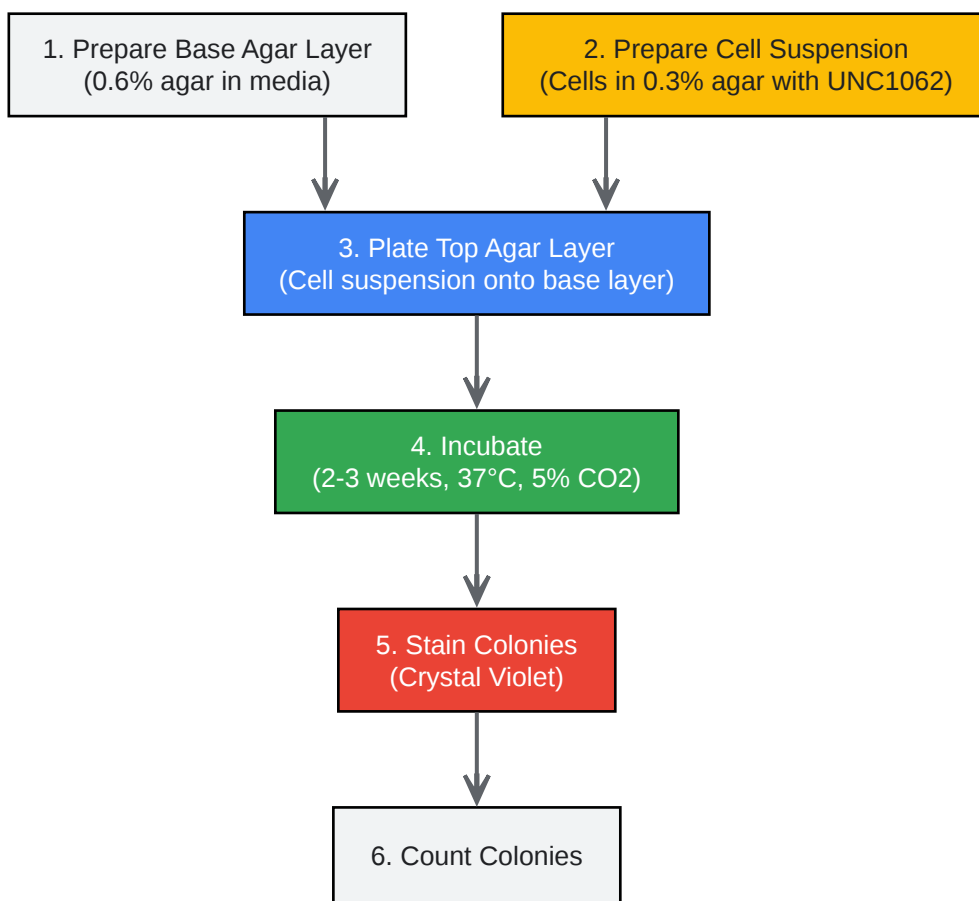 1. Prepare Base Agar Layer
(0.6% agar in media)
2. Prepare Cell Suspension
(Cells in 0.3% agar with UNC1062)
3. Plate Top Agar Layer
(Cell suspension onto base layer)
4. Incubate
(2-3 weeks, 37°C, 5% CO2)
5. Stain Colonies
(Crystal Violet)
6. Count Colonies